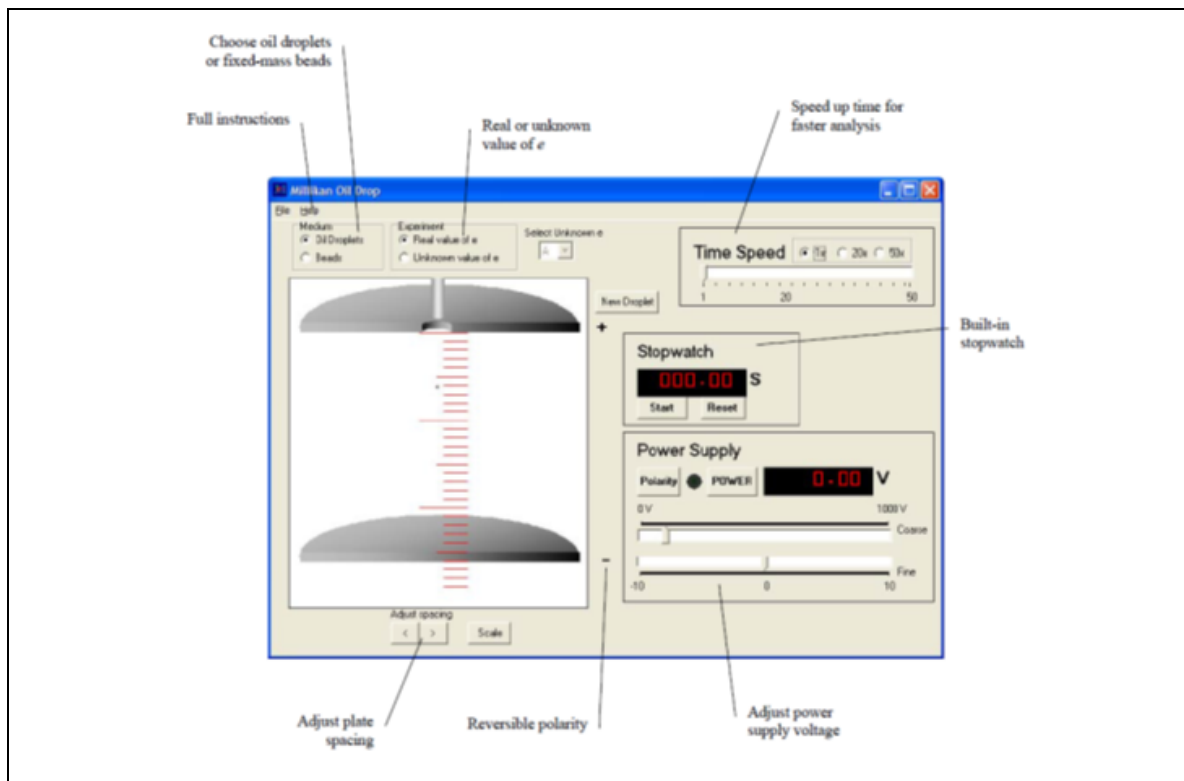 Choose oil droplets
or fixed-mass beads
Full instructions
Real or unknown
value of e
Speed up time for
faster analysis
Millikan Oil Drop
File Help
Medium
Oil Droplets
Beads
Experiment
Real value of e
Unknown value of e
Select Unknown e
A
Time Speed 1x 20x 50x
1 20 50
New Droplet
+
Built-in
stopwatch
Stopwatch
000.00 S
Start Reset
Power Supply
Polarity POWER 0.00 V
0 V 1000 V
Coarse
Fine
-10 0 10
-
Adjust spacing
< > Scale
Adjust plate
spacing
Reversible polarity
Adjust power
supply voltage